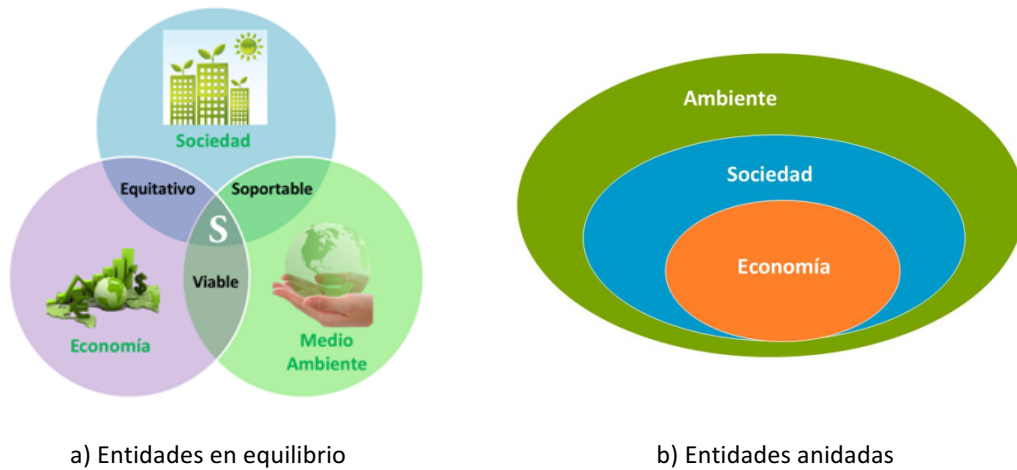 Sociedad
Equitativo
Soportable
S
Viable
Economía
Medio
Ambiente
a) Entidades en equilibrio
Ambiente
Sociedad
Economía
b) Entidades anidadas